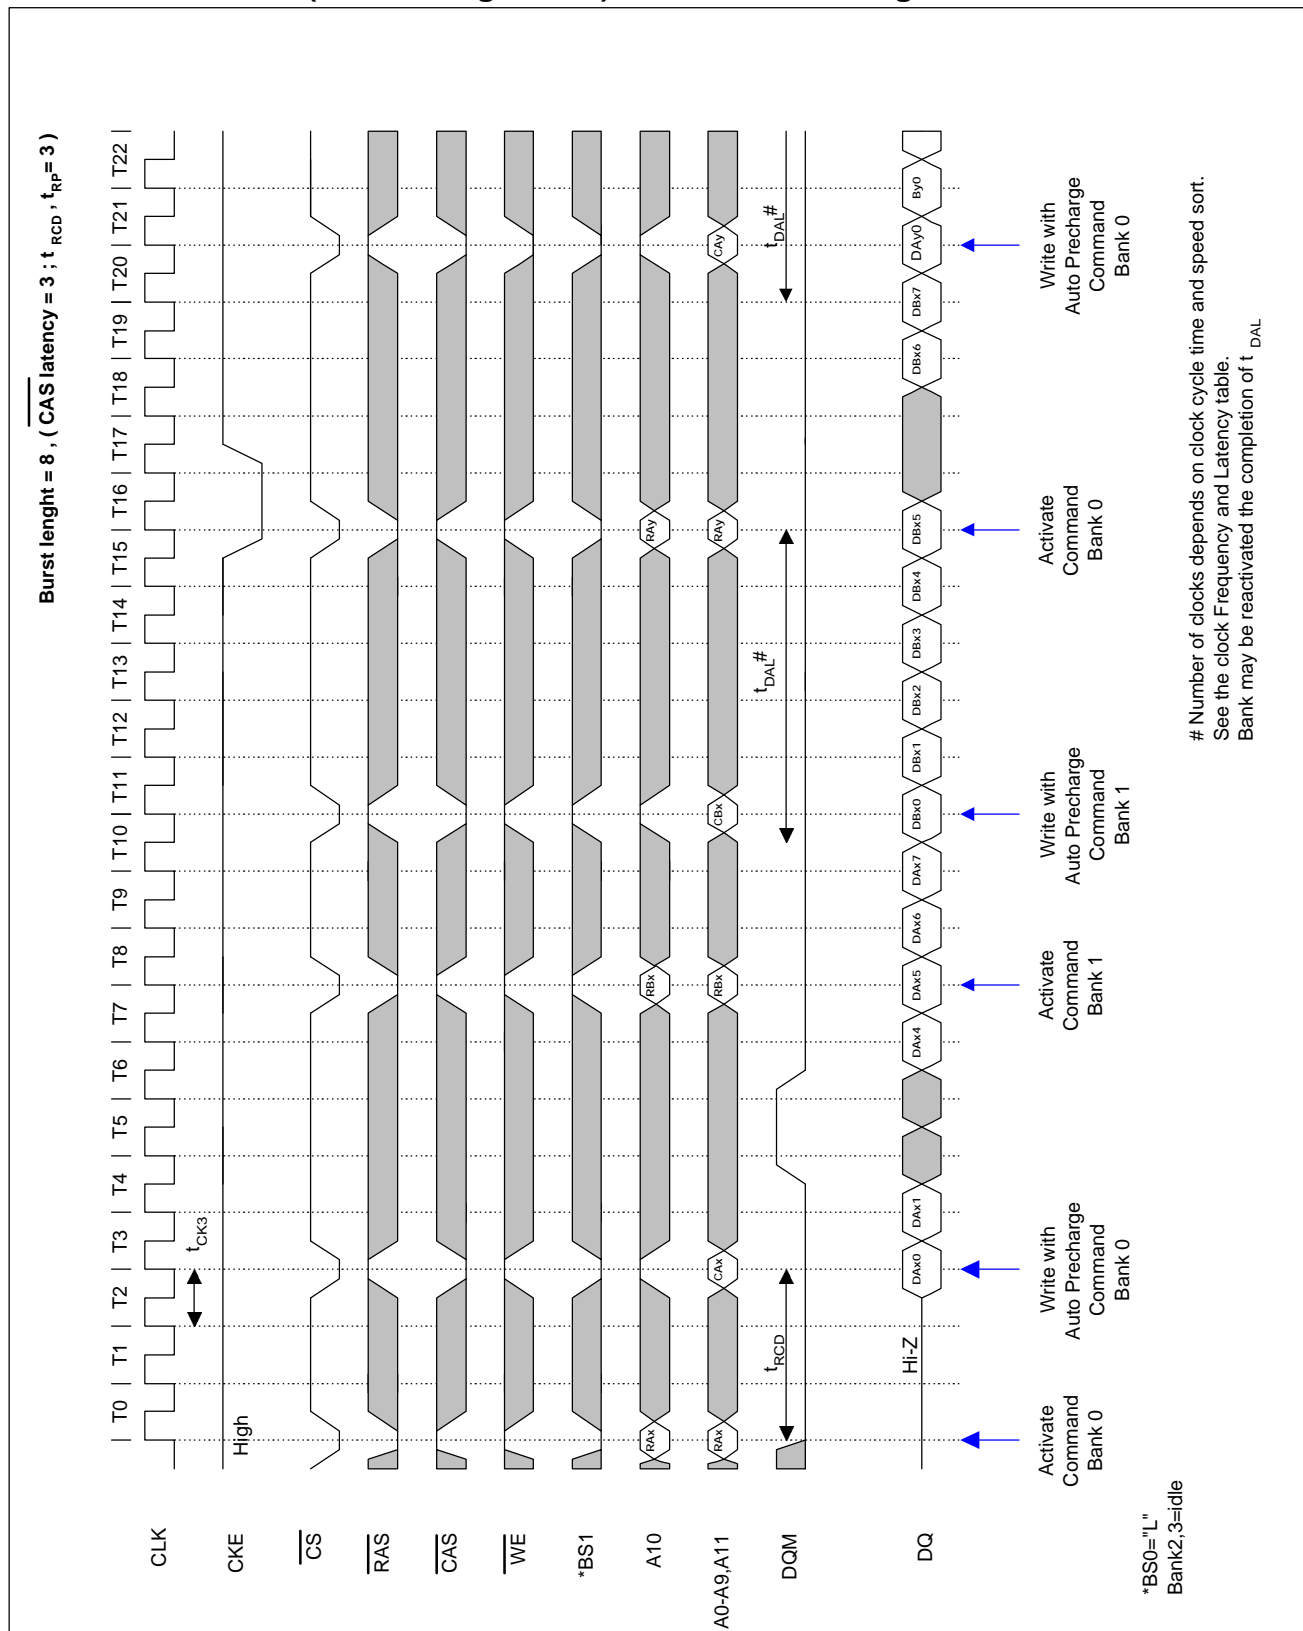 Burst lenght = 8 , ( CAS latency = 3 ; t RCD , t RP = 3 )
T0 T1 T2 T3 T4 T5 T6 T7 T8 T9 T10 T11 T12 T13 T14 T15 T16 T17 T18 T19 T20 T21 T22
CLK
t CK3
CKE
High
CS
RAS
CAS
WE
*BS1
A10
RAx RBx RAy
A0-A9,A11
RAx CAx RBx CBx RAy CAy
t RCD t DAL # t DAL #
DQM
Hi-Z
DQ
DAx0 DAx1 DAx4 DAx5 DAx6 DAx7 DBx0 DBx1 DBx2 DBx3 DBx4 DBx5 DBx6 DBx7 DAy0 By0
Activate
Command
Bank 0
Write with
Auto Precharge
Command
Bank 0
Activate
Command
Bank 1
Write with
Auto Precharge
Command
Bank 1
Activate
Command
Bank 0
Write with
Auto Precharge
Command
Bank 0
*BS0="L"
Bank2,3=idle
# Number of clocks depends on clock cycle time and speed sort.
See the clock Frequency and Latency table.
Bank may be reactivated the completion of t DAL